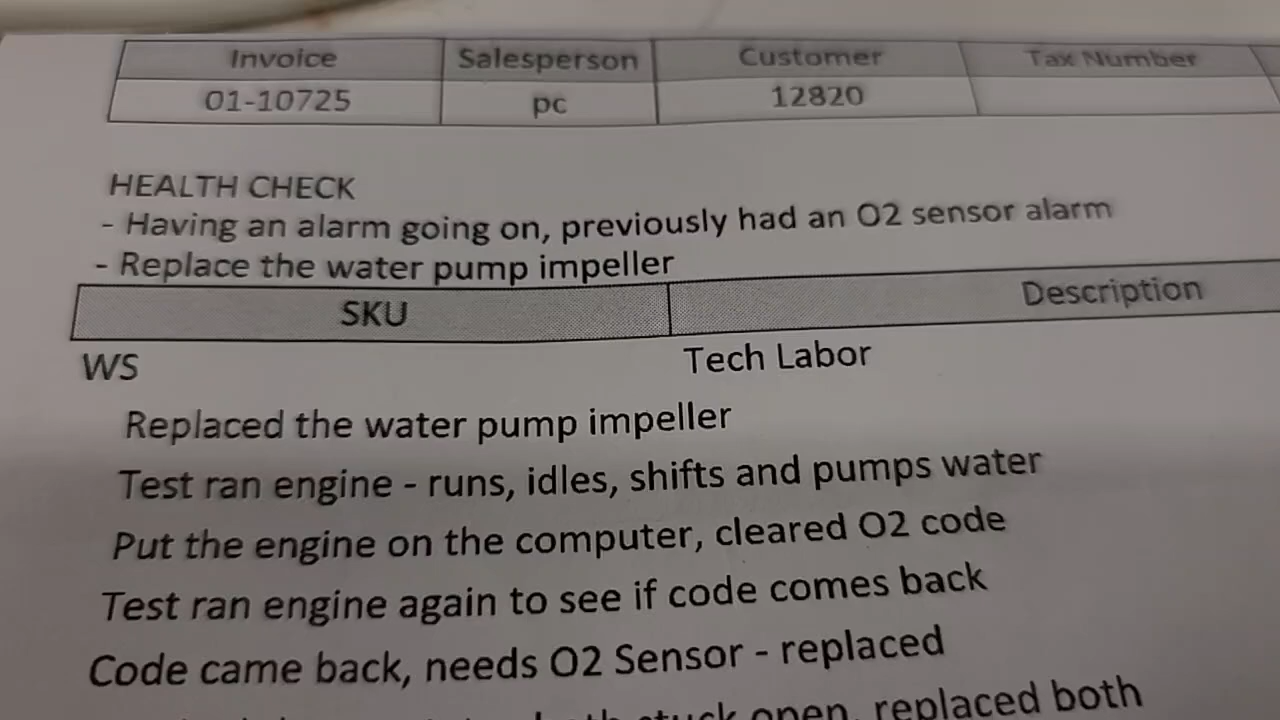 Invoice Salesperson Customer Tax Number
01-10725 pc 12820
HEALTH CHECK
- Having an alarm going on, previously had an O2 sensor alarm
- Replace the water pump impeller
SKU Description
WS Tech Labor
Replaced the water pump impeller
Test ran engine - runs, idles, shifts and pumps water
Put the engine on the computer, cleared O2 code
Test ran engine again to see if code comes back
Code came back, needs O2 Sensor - replaced
both stuck open, replaced both